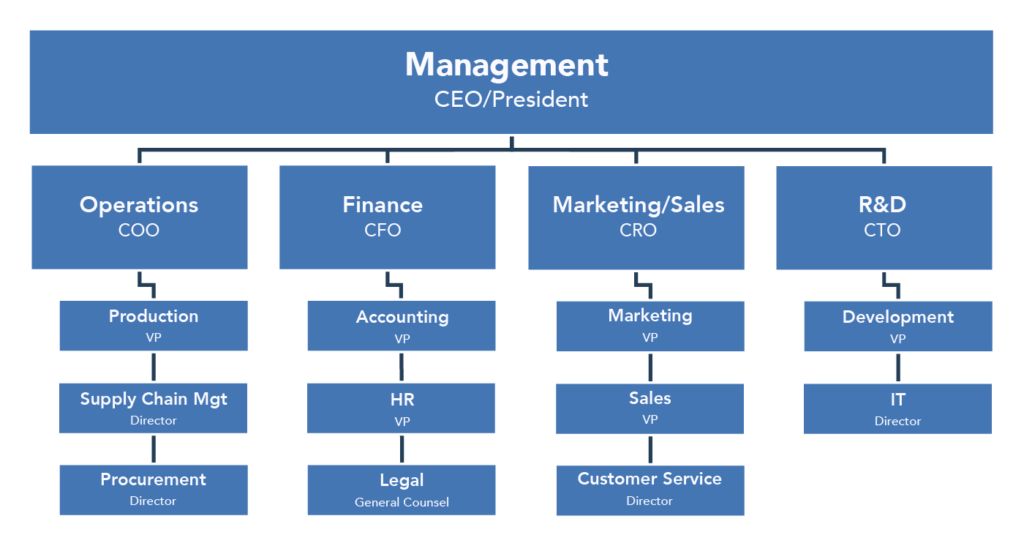 Management
CEO/President
Operations
COO
Finance
CFO
Marketing/Sales
CRO
R&D
CTO
Production
VP
Accounting
VP
Marketing
VP
Development
VP
Supply Chain Mgt
Director
HR
VP
Sales
VP
IT
Director
Procurement
Director
Legal
General Counsel
Customer Service
Director